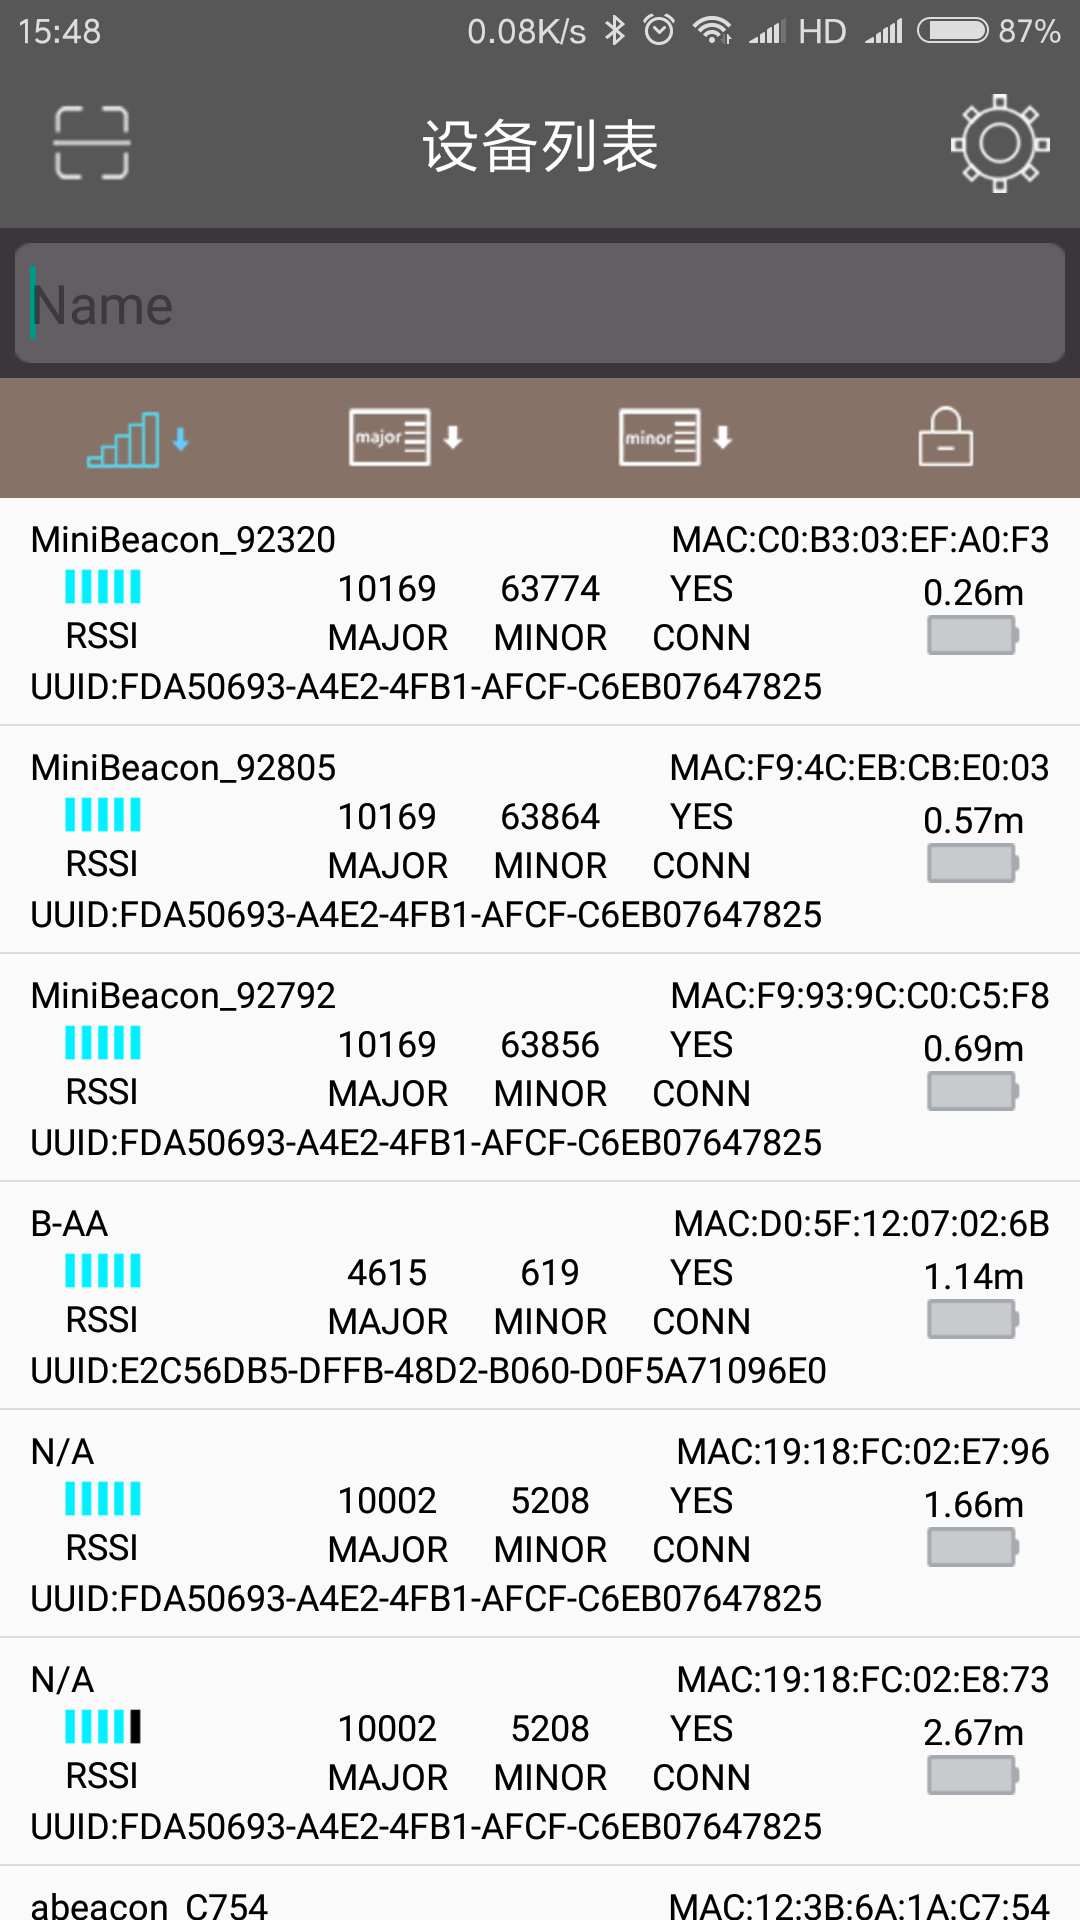 15:48 0.08K/s HD 87%
设备列表
Name
major minor
MiniBeacon_92320 MAC:C0:B3:03:EF:A0:F3
10169 63774 YES 0.26m
RSSI MAJOR MINOR CONN
UUID:FDA50693-A4E2-4FB1-AFCF-C6EB07647825
MiniBeacon_92805 MAC:F9:4C:EB:CB:E0:03
10169 63864 YES 0.57m
RSSI MAJOR MINOR CONN
UUID:FDA50693-A4E2-4FB1-AFCF-C6EB07647825
MiniBeacon_92792 MAC:F9:93:9C:C0:C5:F8
10169 63856 YES 0.69m
RSSI MAJOR MINOR CONN
UUID:FDA50693-A4E2-4FB1-AFCF-C6EB07647825
B-AA MAC:D0:5F:12:07:02:6B
4615 619 YES 1.14m
RSSI MAJOR MINOR CONN
UUID:E2C56DB5-DFFB-48D2-B060-D0F5A71096E0
N/A MAC:19:18:FC:02:E7:96
10002 5208 YES 1.66m
RSSI MAJOR MINOR CONN
UUID:FDA50693-A4E2-4FB1-AFCF-C6EB07647825
N/A MAC:19:18:FC:02:E8:73
10002 5208 YES 2.67m
RSSI MAJOR MINOR CONN
UUID:FDA50693-A4E2-4FB1-AFCF-C6EB07647825
abeacon_C754 MAC:12:3B:6A:1A:C7:54